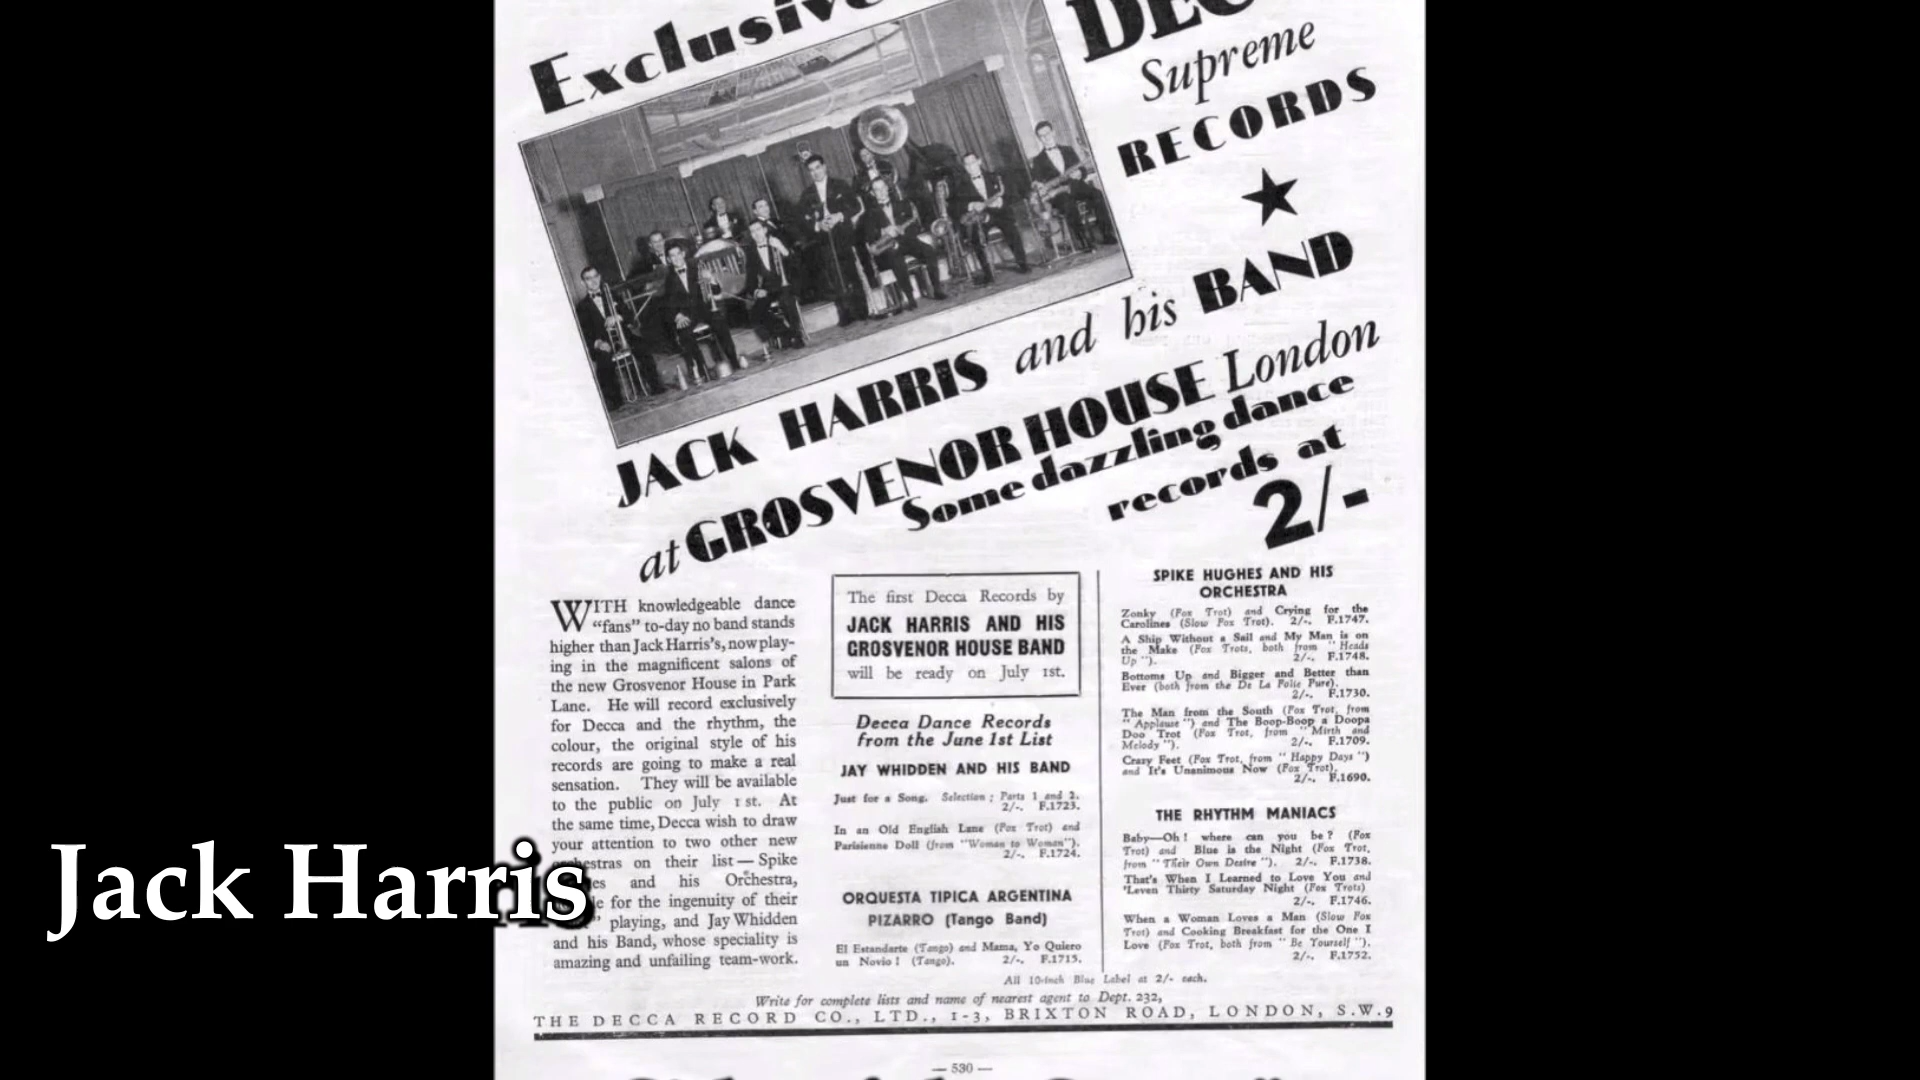 Exclusive
DEC
Supreme
RECORDS
JACK HARRIS and his BAND
at GROSVENOR HOUSE London
Some dazzling dance
records at
2/-
WITH knowledgeable dance
"fans" to-day no band stands
higher than Jack Harris's, now play-
ing in the magnificent salons of
the new Grosvenor House in Park
Lane. He will record exclusively
for Decca and the rhythm, the
colour, the original style of his
records are going to make a real
sensation. They will be available
to the public on July 1st. At
the same time, Decca wish to draw
your attention to two other new
orchestras on their list — Spike
es and his Orchestra,
le for the ingenuity of their
" playing, and Jay Whidden
and his Band, whose speciality is
amazing and unfailing team-work.
The first Decca Records by
JACK HARRIS AND HIS
GROSVENOR HOUSE BAND
will be ready on July 1st.
Decca Dance Records
from the June 1st List
JAY WHIDDEN AND HIS BAND
Just for a Song. Selection; Parts 1 and 2.
2/-. F.1723.
In an Old English Lane (Fox Trot) and
Parisienne Doll (from "Woman to Woman").
2/-. F.1724.
ORQUESTA TIPICA ARGENTINA
PIZARRO (Tango Band)
El Estandarte (Tango) and Mama, Yo Quiero
un Novio! (Tango). 2/-. F.1715.
SPIKE HUGHES AND HIS
ORCHESTRA
Zonky (Fox Trot) and Crying for the
Carolines (Slow Fox Trot). 2/-. F.1747.
A Ship Without a Sail and My Man is on
the Make (Fox Trots, both from "Heads
Up"). 2/-. F.1748.
Bottoms Up and Bigger and Better than
Ever (both from the De La Folie Pure).
2/-. F.1730.
The Man from the South (Fox Trot, from
"Applause") and The Boop-Boop a Doopa
Doo Trot (Fox Trot, from "Mirth and
Melody"). 2/-. F.1709.
Crazy Feet (Fox Trot, from "Happy Days")
and It's Unanimous Now (Fox Trot).
2/-. F.1690.
THE RHYTHM MANIACS
Baby—Oh! where can you be? (Fox
Trot) and Blue is the Night (Fox Trot,
from "Their Own Desire"). 2/-. F.1738.
That's When I Learned to Love You and
'Leven Thirty Saturday Night (Fox Trots)
2/-. F.1746.
When a Woman Loves a Man (Slow Fox
Trot) and Cooking Breakfast for the One I
Love (Fox Trot, both from "Be Yourself").
2/-. F.1752.
All 10-inch Blue Label at 2/- each.
Write for complete lists and name of nearest agent to Dept. 232,
THE DECCA RECORD CO., LTD., 1-3, BRIXTON ROAD, LONDON, S.W.9
— 530 —
Jack Harris